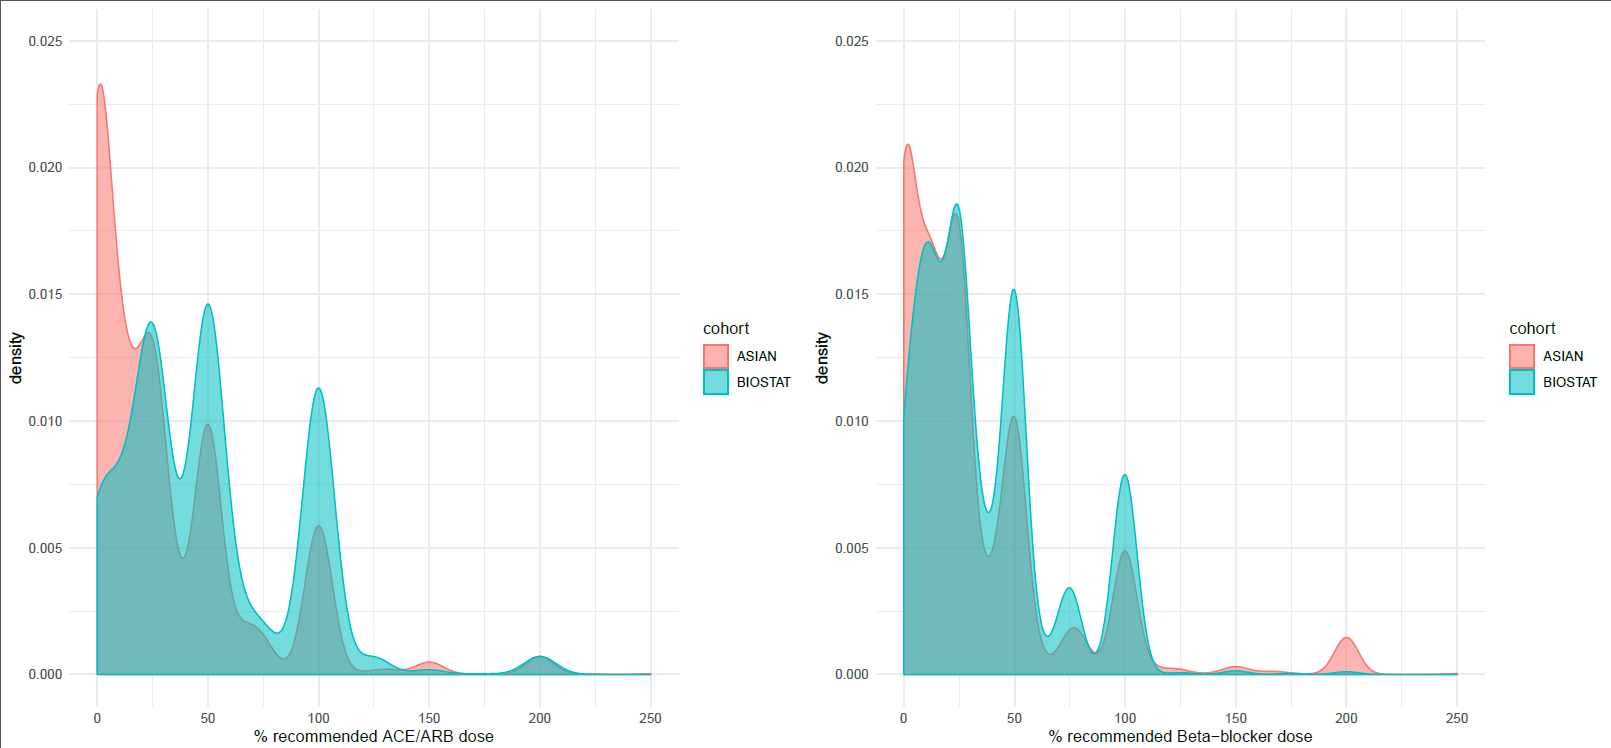 0.025
0.020
0.015
0.010
0.005
0.000
density
0 50 100 150 200 250
% recommended ACE/ARB dose
cohort
ASIAN
BIOSTAT
0.025
0.020
0.015
0.010
0.005
0.000
density
0 50 100 150 200 250
% recommended Beta−blocker dose
cohort
ASIAN
BIOSTAT